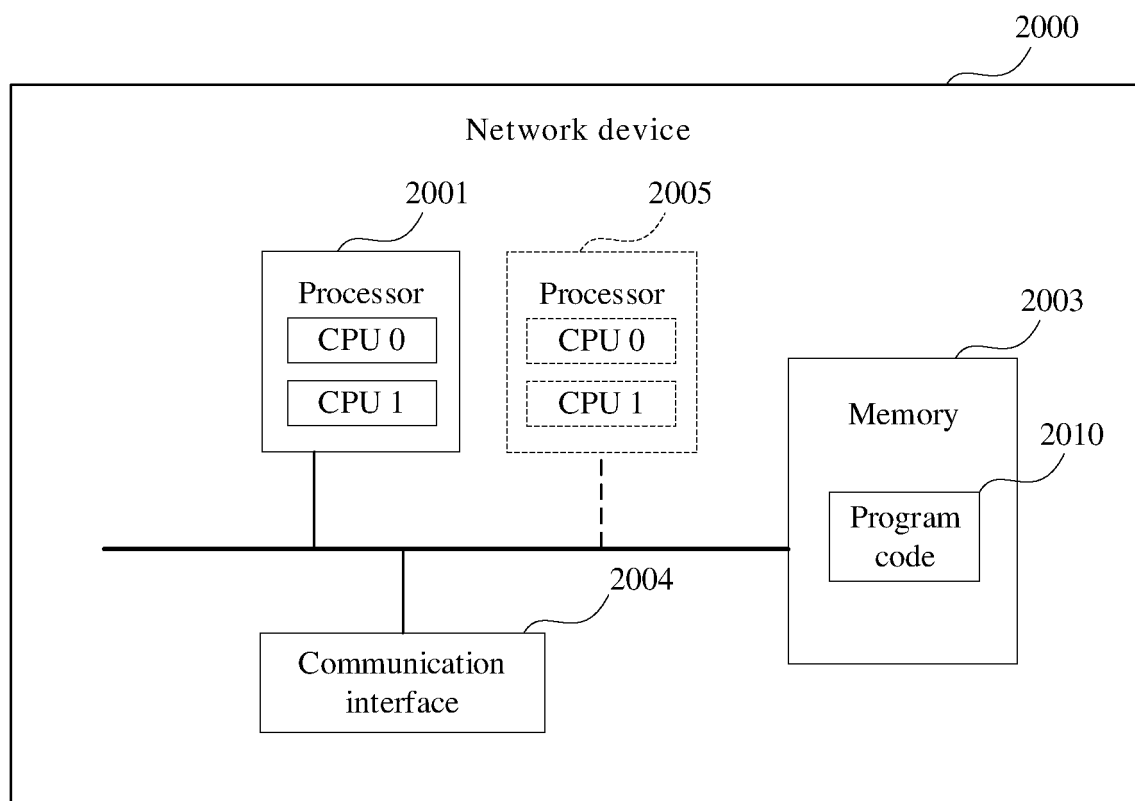 2000
Network device
2001
2005
Processor
CPU 0
CPU 1
Processor
CPU 0
CPU 1
2003
Memory
2010
Program
code
2004
Communication
interface